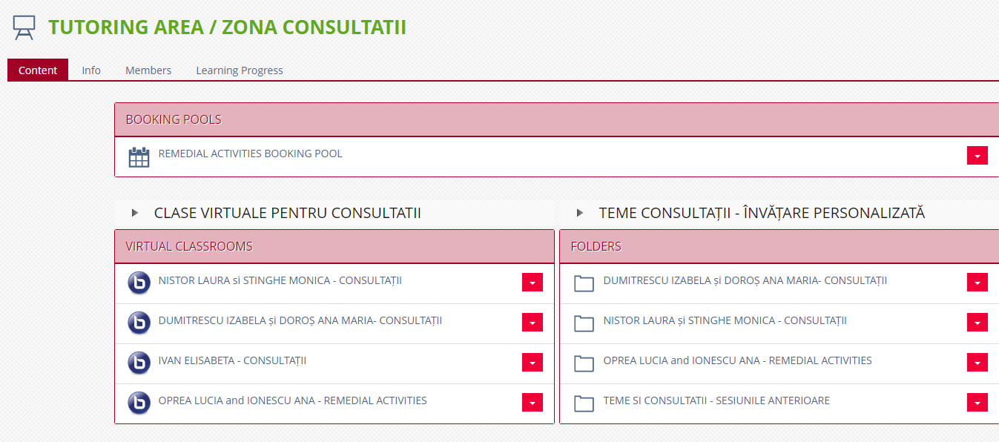 TUTORING AREA / ZONA CONSULTATII
Content Info Members Learning Progress
BOOKING POOLS
REMEDIAL ACTIVITIES BOOKING POOL
CLASE VIRTUALE PENTRU CONSULTATII
VIRTUAL CLASSROOMS
NISTOR LAURA si STINGHE MONICA - CONSULTAȚII
DUMITRESCU IZABELA și DOROȘ ANA MARIA- CONSULTAȚII
IVAN ELISABETA - CONSULTAȚII
OPREA LUCIA and IONESCU ANA - REMEDIAL ACTIVITIES
TEME CONSULTAȚII - ÎNVĂȚARE PERSONALIZATĂ
FOLDERS
DUMITRESCU IZABELA și DOROȘ ANA MARIA- CONSULTAȚII
NISTOR LAURA și STINGHE MONICA - CONSULTAȚII
OPREA LUCIA and IONESCU ANA - REMEDIAL ACTIVITIES
TEME SI CONSULTATII - SESIUNILE ANTERIOARE